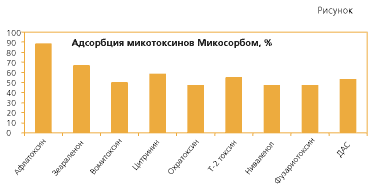 Рисунок
Адсорбция микотоксинов Микосорбом, %
100
90
80
70
60
50
40
30
20
10
0
Афлатоксин
Зеараленон
Вомитоксин
Цитринин
Охратоксин
Т-2 токсин
Ниваленол
Фузариотоксин
ДАС